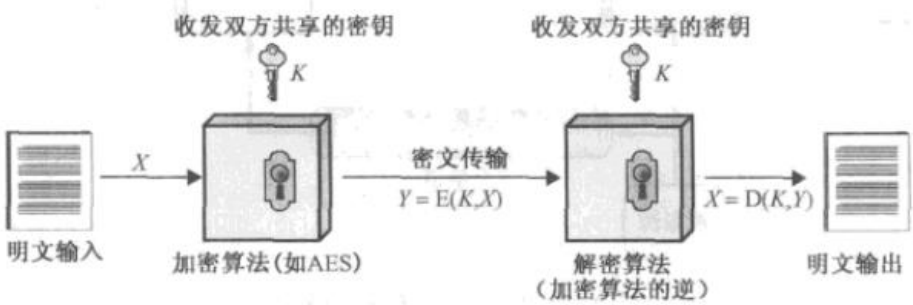 收发双方共享的密钥
收发双方共享的密钥
K
K
X
密文传输
Y = E(K,X)
X = D(K,Y)
明文输入
加密算法(如AES)
解密算法
(加密算法的逆)
明文输出